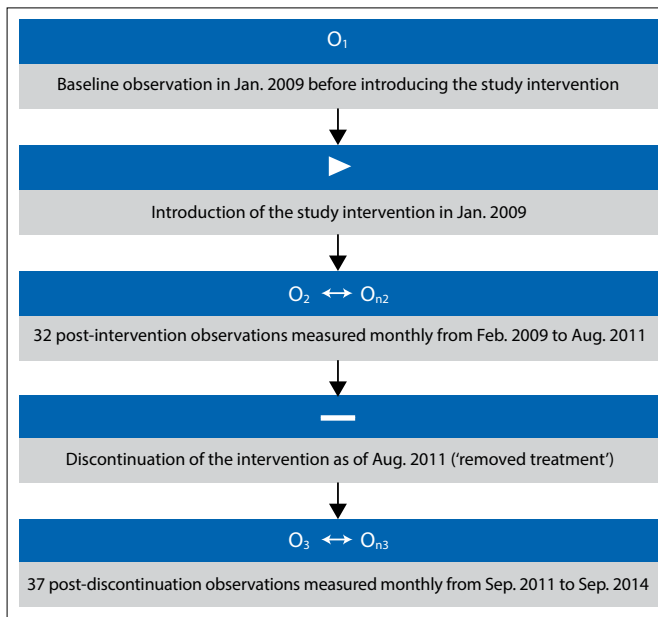 O₁
Baseline observation in Jan. 2009 before introducing the study intervention
Introduction of the study intervention in Jan. 2009
O₂ ↔ Oₙ₂
32 post-intervention observations measured monthly from Feb. 2009 to Aug. 2011
Discontinuation of the intervention as of Aug. 2011 (‘removed treatment’)
O₃ ↔ Oₙ₃
37 post-discontinuation observations measured monthly from Sep. 2011 to Sep. 2014